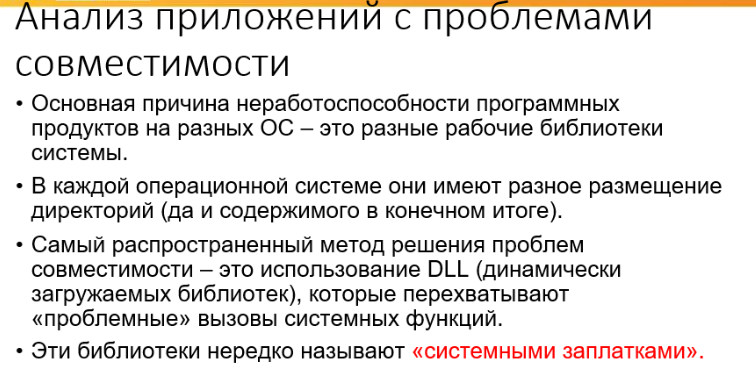 Анализ приложений с проблемами
совместимости
• Основная причина неработоспособности программных
продуктов на разных ОС – это разные рабочие библиотеки
системы.
• В каждой операционной системе они имеют разное размещение
директорий (да и содержимого в конечном итоге).
• Самый распространенный метод решения проблем
совместимости – это использование DLL (динамически
загружаемых библиотек), которые перехватывают
«проблемные» вызовы системных функций.
• Эти библиотеки нередко называют «системными заплатками».